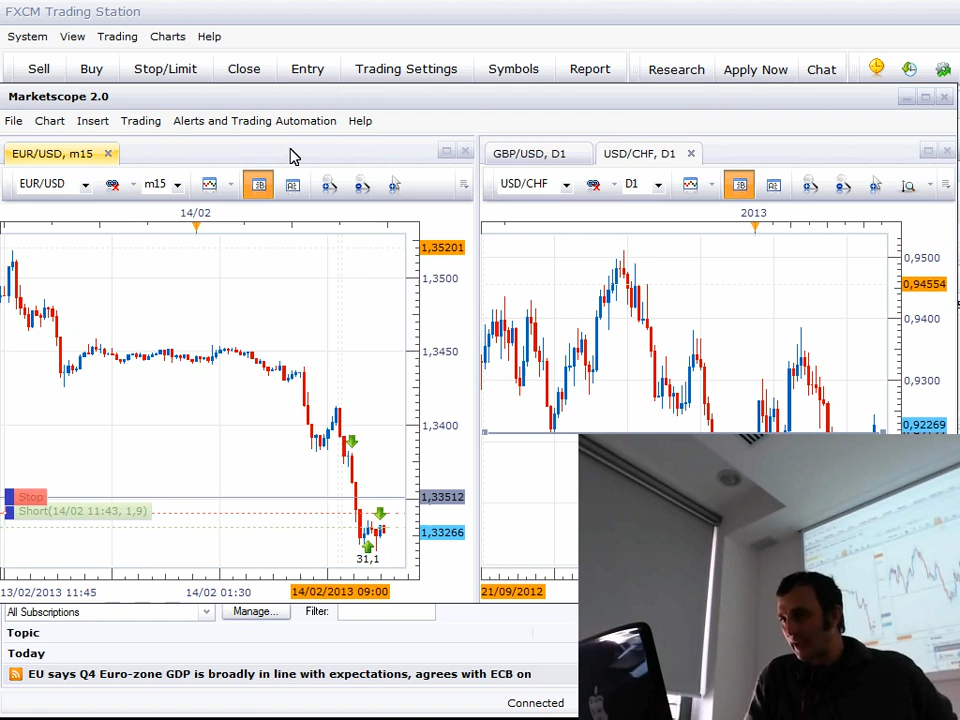 FXCM Trading Station
System View Trading Charts Help
Sell Buy Stop/Limit Close Entry Trading Settings Symbols Report Research Apply Now Chat
Marketscope 2.0
File Chart Insert Trading Alerts and Trading Automation Help
EUR/USD, m15
EUR/USD m15
14/02
1,35201
1,3500
1,3450
1,3400
1,33512
1,33266
Stop
Short(14/02 11:43, 1,9)
31,1
13/02/2013 11:45 14/02 01:30 14/02/2013 09:00
GBP/USD, D1 USD/CHF, D1
USD/CHF D1
2013
0,9500
0,94554
0,9400
0,9300
0,92269
21/09/2012
All Subscriptions Manage... Filter:
Topic
Today
EU says Q4 Euro-zone GDP is broadly in line with expectations, agrees with ECB on
Connected